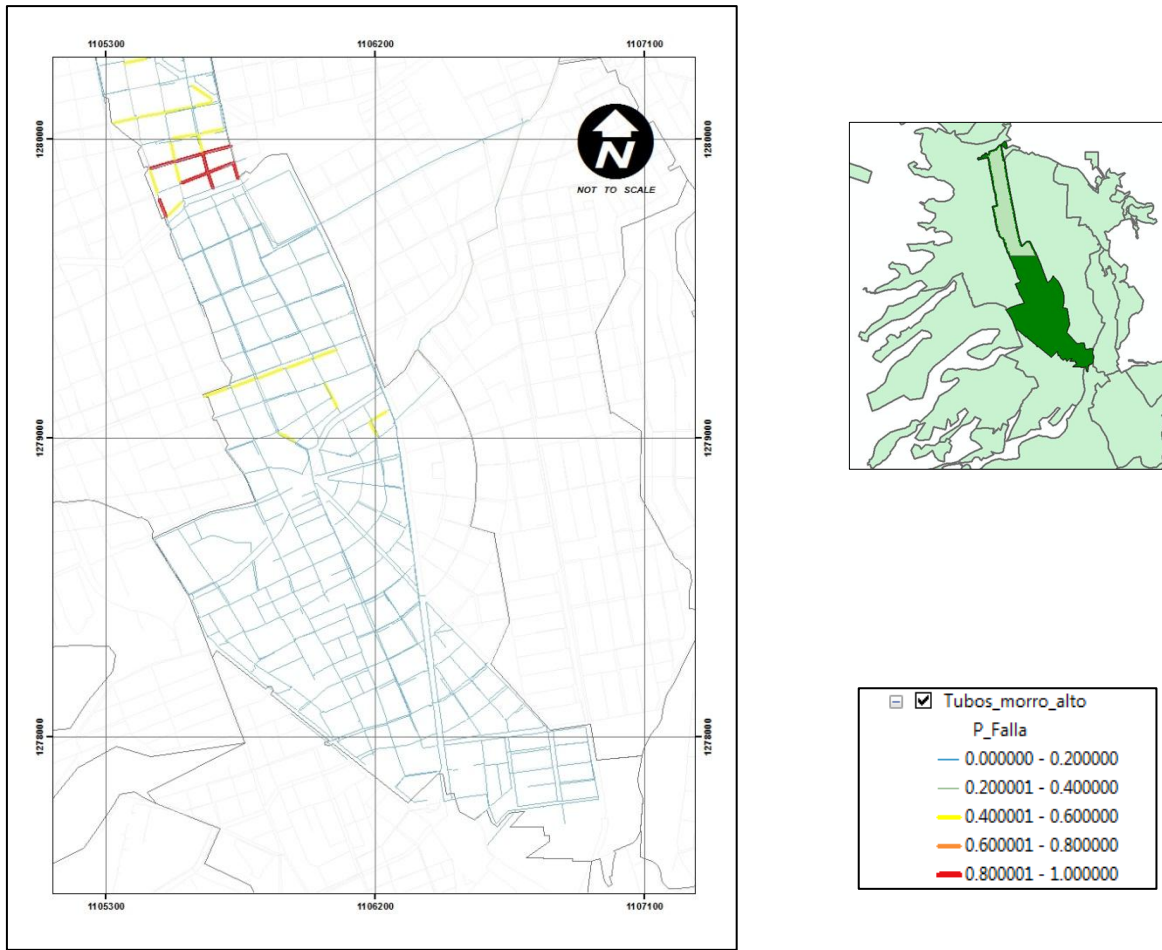 1105300 1106200 1107100
1280000 1280000
N
NOT TO SCALE
1279000 1279000
1278000 1278000
1105300 1106200 1107100
Tubos_morro_alto
P_Falla
0.000000 - 0.200000
0.200001 - 0.400000
0.400001 - 0.600000
0.600001 - 0.800000
0.800001 - 1.000000